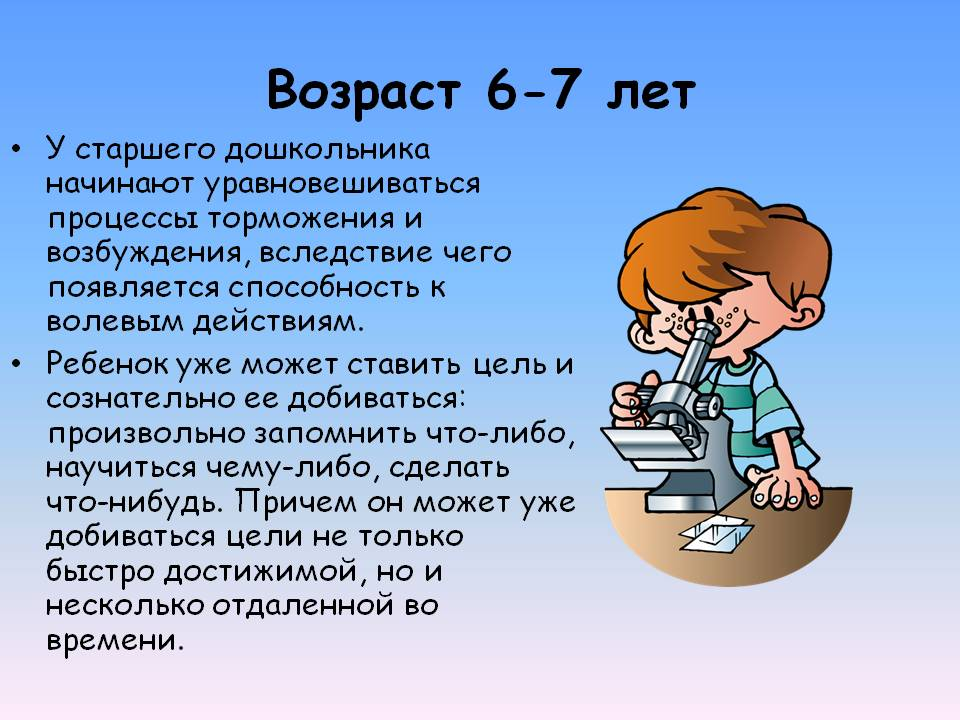 Возраст 6-7 лет
• У старшего дошкольника
начинают уравновешиваться
процессы торможения и
возбуждения, вследствие чего
появляется способность к
волевым действиям.
• Ребенок уже может ставить цель и
сознательно ее добиваться:
произвольно запомнить что-либо,
научиться чему-либо, сделать
что-нибудь. Причем он может уже
добиваться цели не только
быстро достижимой, но и
несколько отдаленной во
времени.